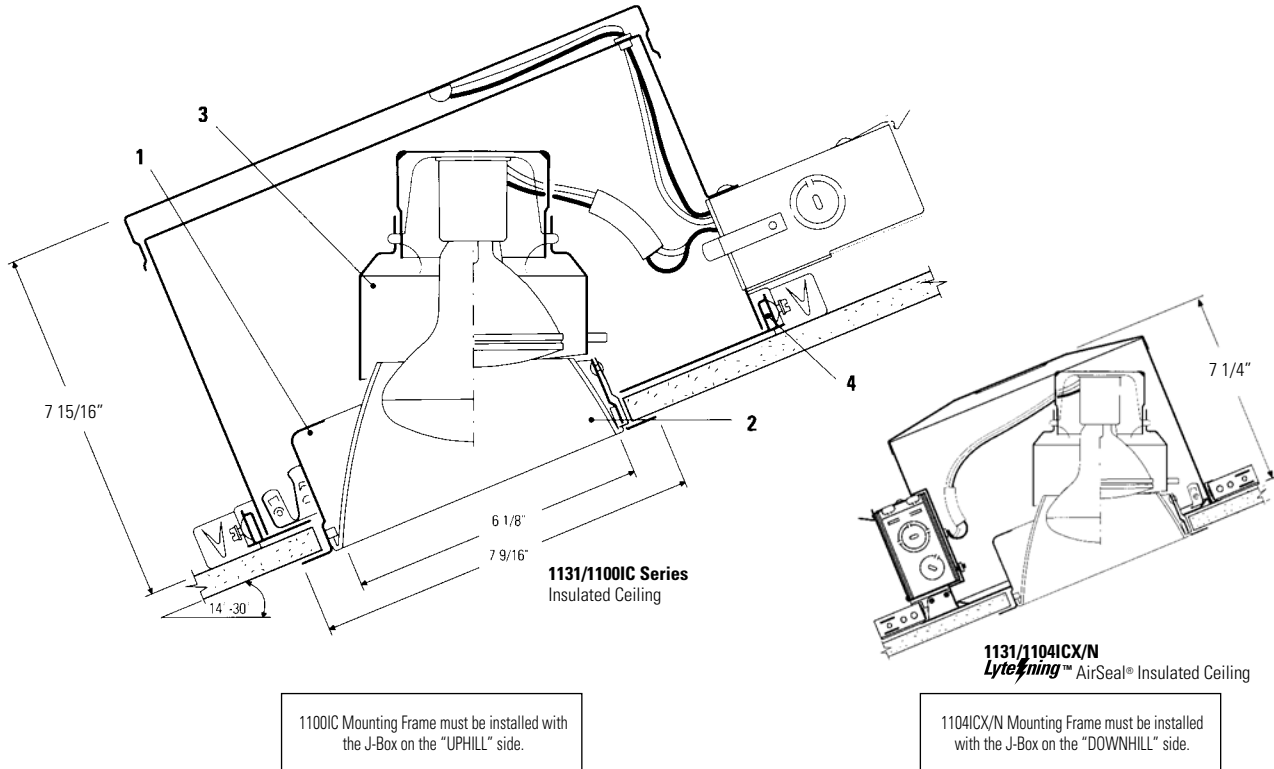 3
1
7 15/16"
4
7 1/4"
2
6 1/8"
7 9/16"
14°-30°
1131/1100IC Series
Insulated Ceiling
1131/1104ICX/N
Lytening™ AirSeal® Insulated Ceiling
1100IC Mounting Frame must be installed with
the J-Box on the “UPHILL” side.
1104ICX/N Mounting Frame must be installed
with the J-Box on the “DOWNHILL” side.